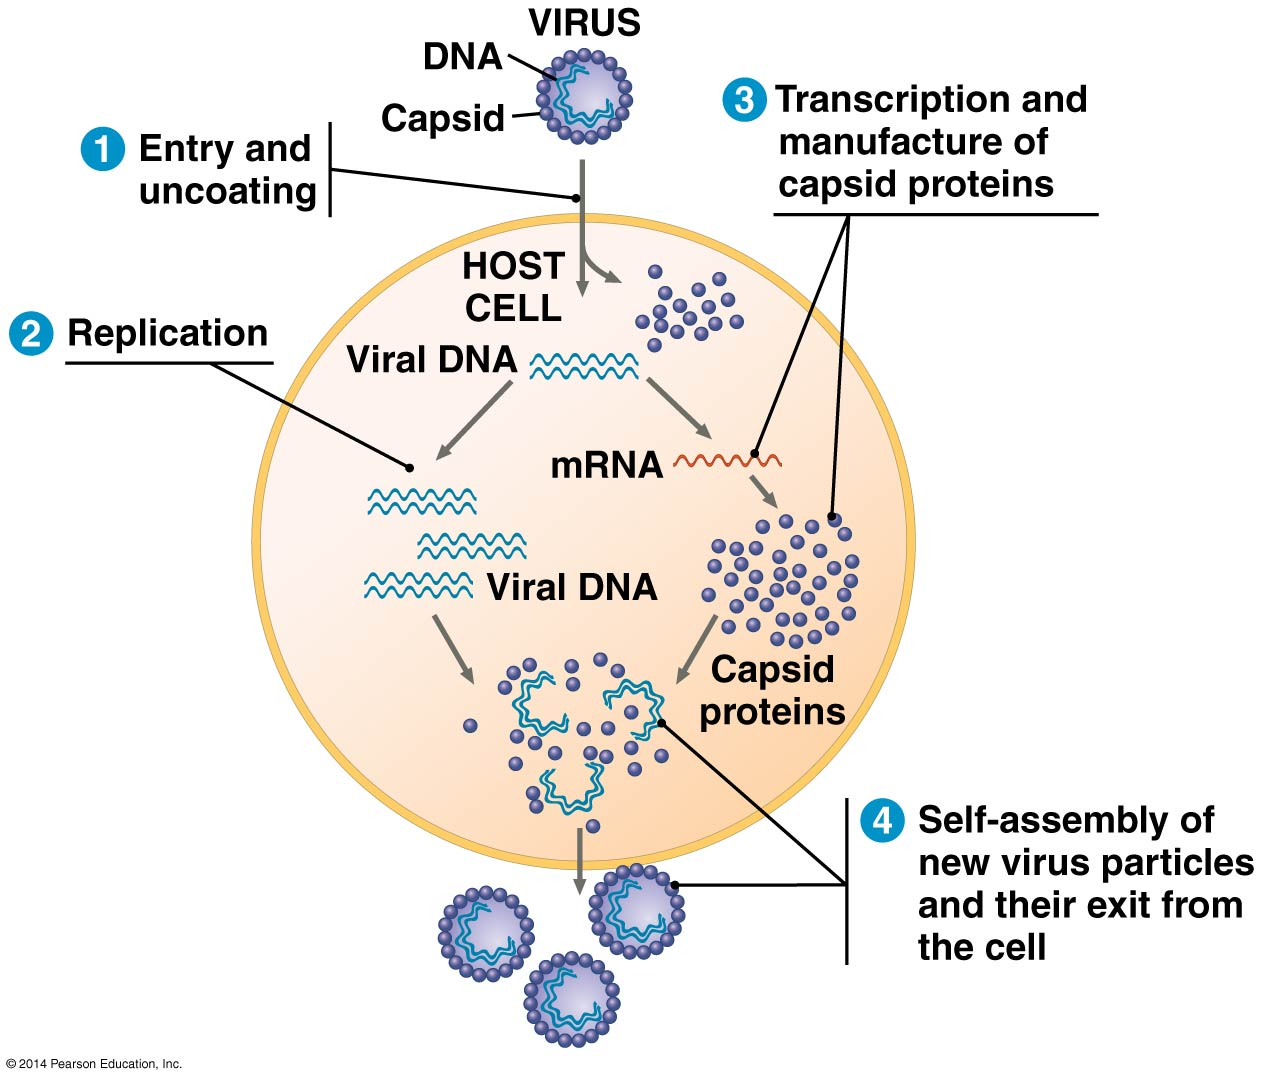 VIRUS
DNA
Capsid
1 Entry and
uncoating
3 Transcription and
manufacture of
capsid proteins
HOST
CELL
2 Replication
Viral DNA
mRNA
Viral DNA
Capsid
proteins
4 Self-assembly of
new virus particles
and their exit from
the cell
© 2014 Pearson Education, Inc.